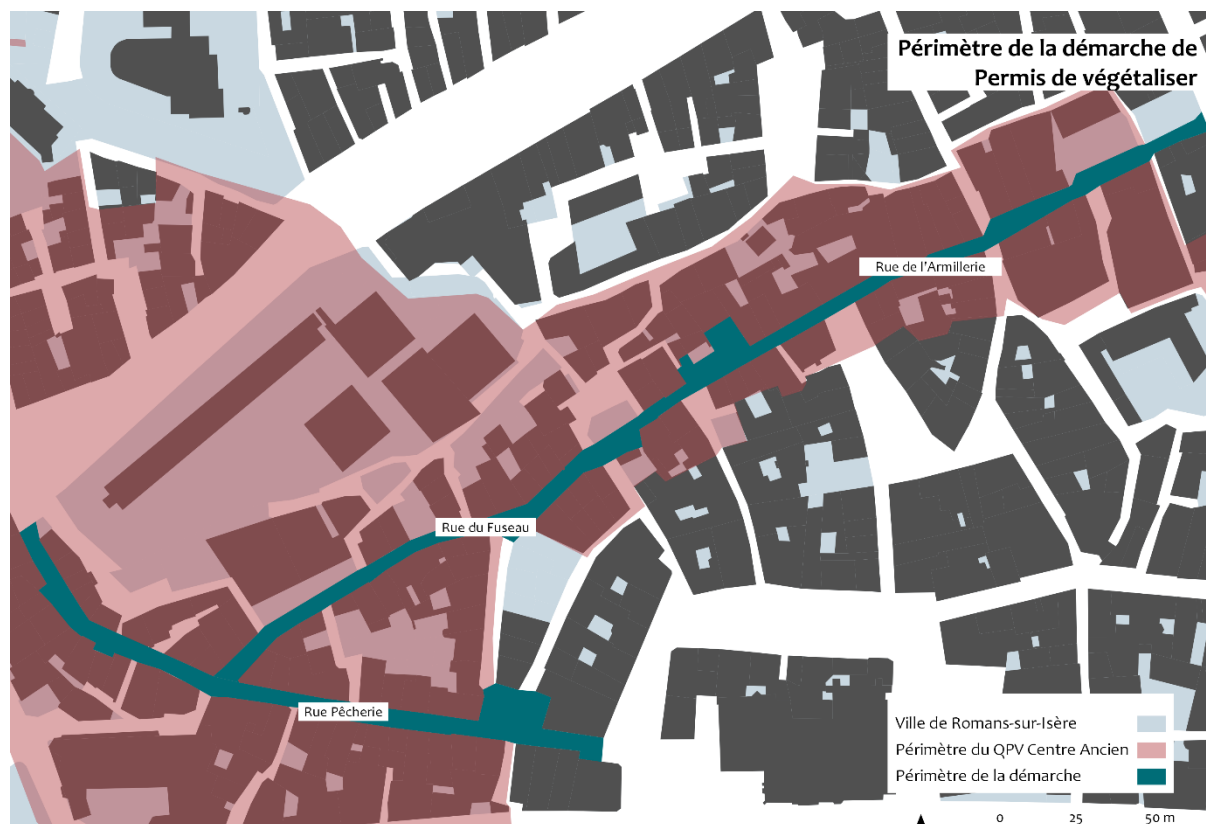 Périmètre de la démarche de
Permis de végétaliser
Rue de l'Armillerie
Rue du Fuseau
Rue Pêcherie
Ville de Romans-sur-Isère
Périmètre du QPV Centre Ancien
Périmètre de la démarche
0 25 50 m